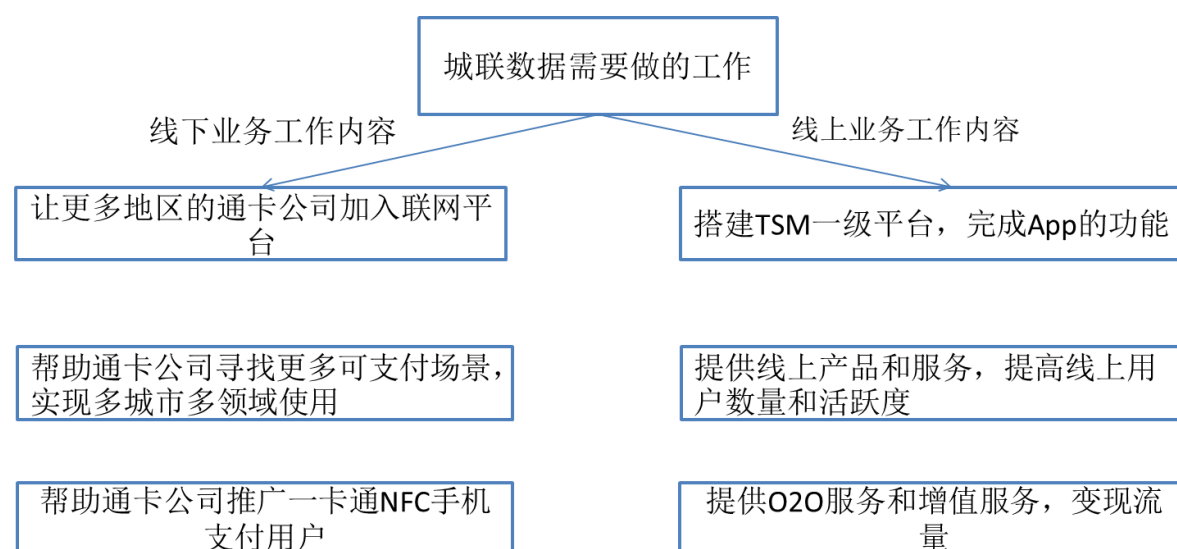 城联数据需要做的工作
线下业务工作内容
线上业务工作内容
让更多地区的通卡公司加入联网平
台
搭建TSM一级平台，完成App的功能
帮助通卡公司寻找更多可支付场景，
实现多城市多领域使用
提供线上产品和服务，提高线上用
户数量和活跃度
帮助通卡公司推广一卡通NFC手机
支付用户
提供O2O服务和增值服务，变现流
量